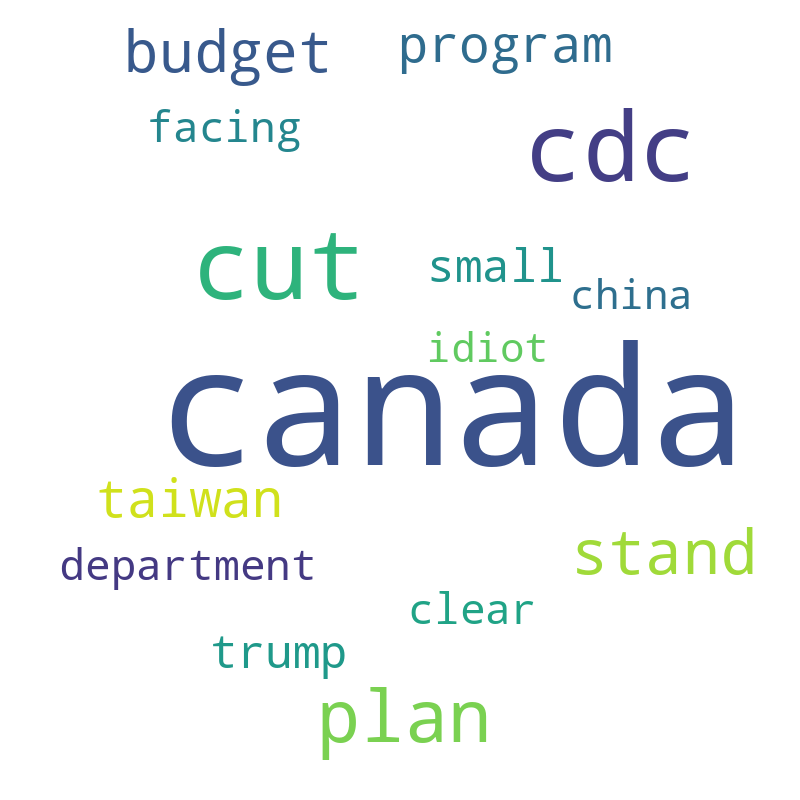 budget program
facing
cdc
cut
small
china
idiot
canada
taiwan
stand
department
clear
trump
plan